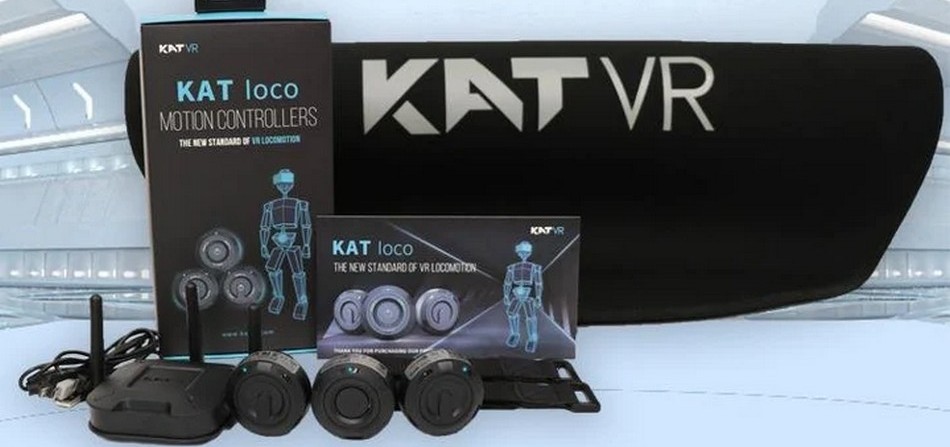 KAT VR
KAT loco
MOTION CONTROLLERS
THE NEW STANDARD OF VR LOCOMOTION
KAT VR
KAT VR
KAT loco
THE NEW STANDARD OF VR LOCOMOTION
THANK YOU FOR PURCHASING OUR